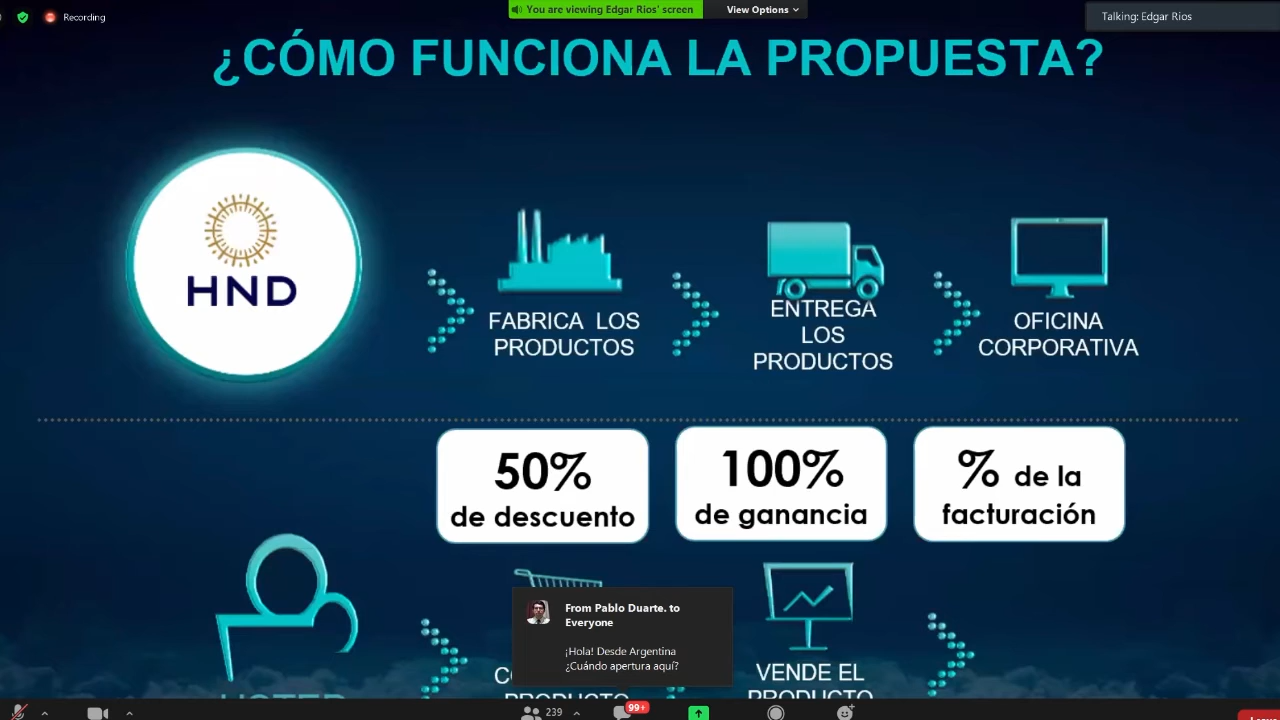 Recording
You are viewing Edgar Rios' screen
View Options
Talking: Edgar Rios
¿CÓMO FUNCIONA LA PROPUESTA?
HND
FABRICA LOS
PRODUCTOS
ENTREGA
LOS
PRODUCTOS
OFICINA
CORPORATIVA
50%
de descuento
100%
de ganancia
% de la
facturación
From Pablo Duarte. to
Everyone
¡Hola! Desde Argentina
¿Cuándo apertura aquí?
VENDE EL
PRODUCTO
PRODUCTO
239
99+